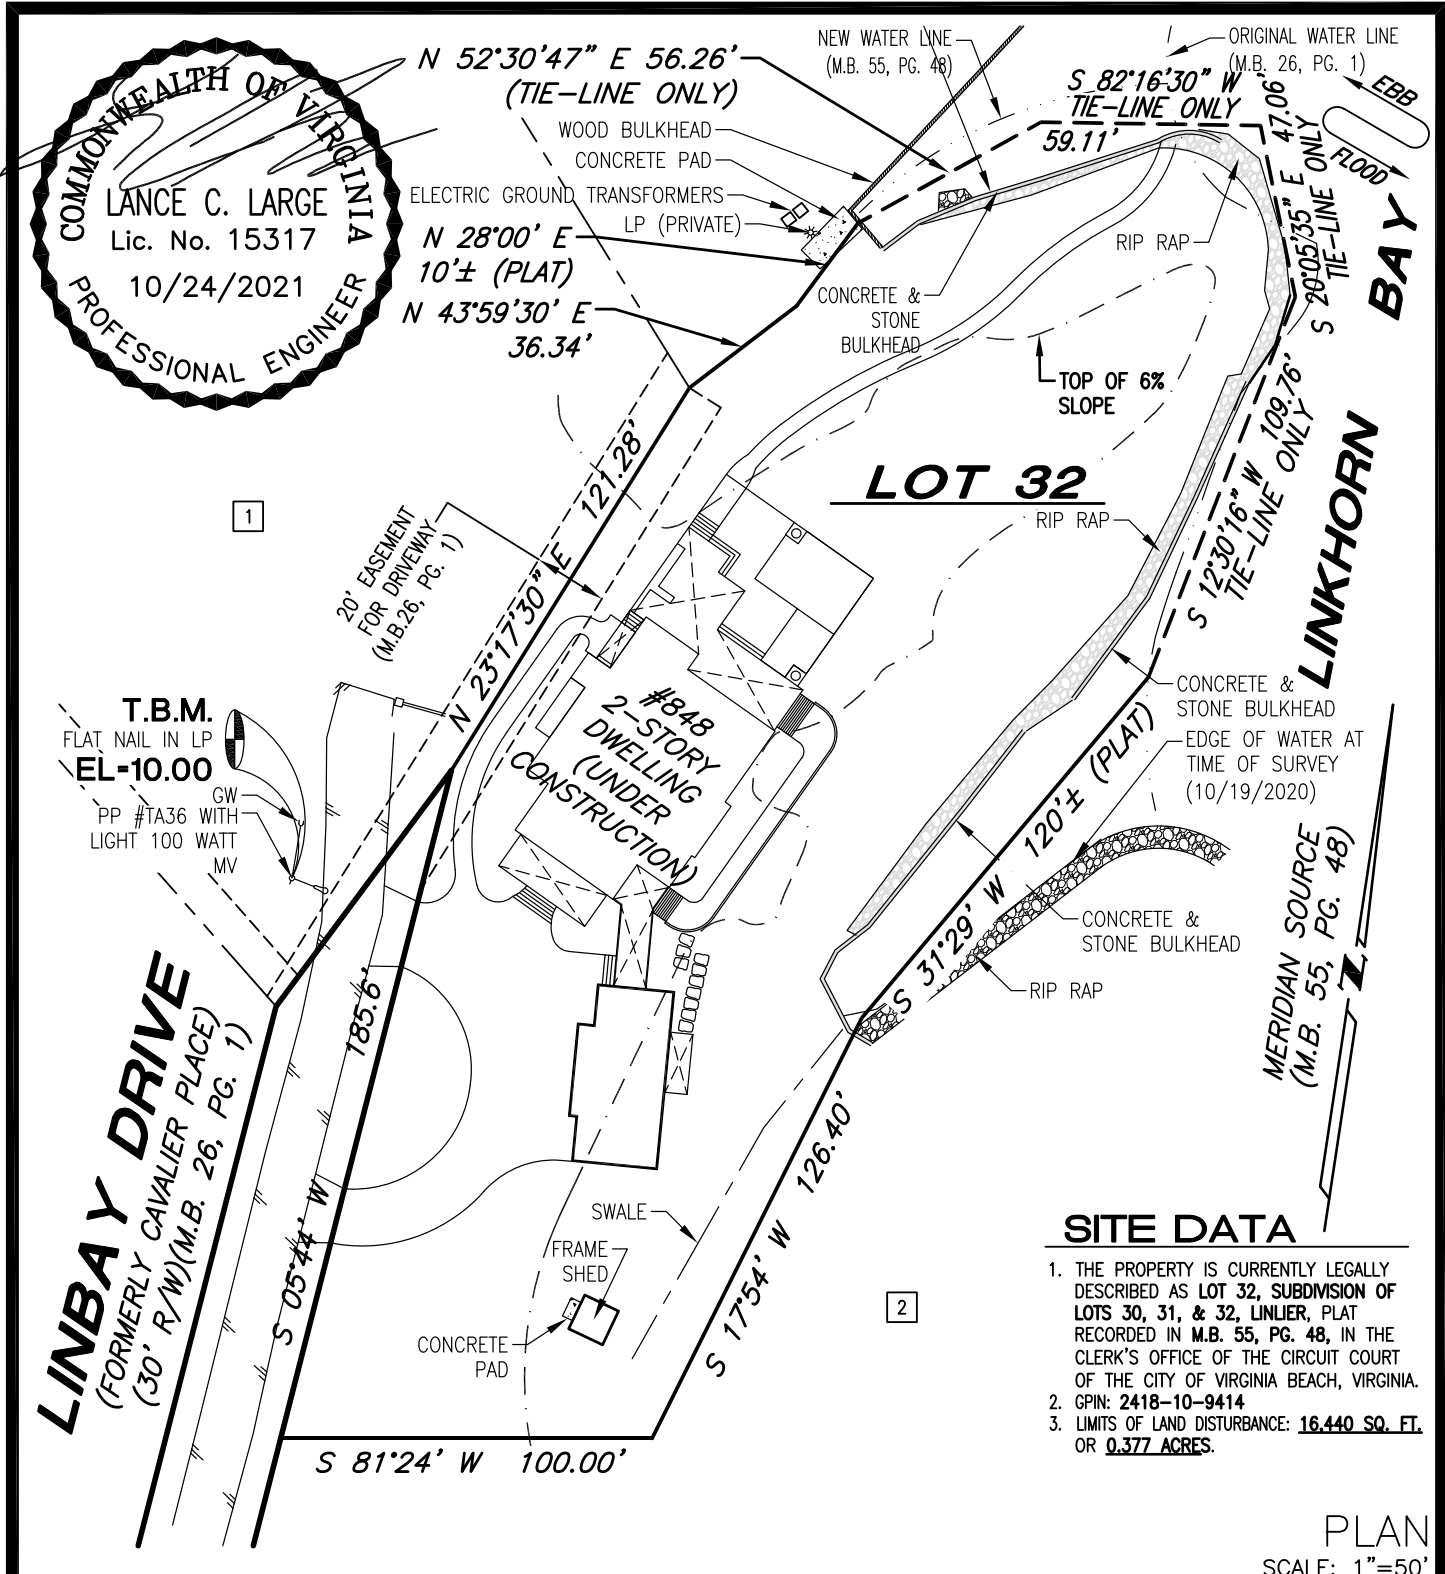 COMMONWEALTH OF VIRGINIA
LANCE C. LARGE
Lic. No. 15317
10/24/2021
PROFESSIONAL ENGINEER
N 52°30'47" E 56.26'
(TIE-LINE ONLY)
WOOD BULKHEAD
CONCRETE PAD
ELECTRIC GROUND TRANSFORMERS
LP (PRIVATE)
N 28°00' E
10'± (PLAT)
N 43°59'30' E
36.34'
NEW WATER LINE
(M.B. 55, PG. 48)
ORIGINAL WATER LINE
(M.B. 26, PG. 1)
S 82°16'30" W
TIE-LINE ONLY
59.11'
EBB
FLOOD
S 20°05'35" E 47.06'
TIE-LINE ONLY
RIP RAP
CONCRETE &
STONE
BULKHEAD
TOP OF 6%
SLOPE
LINKHORN BAY
S 12°30'16" W 109.76'
TIE-LINE ONLY
LOT 32
RIP RAP
1
121.28'
N 23°17'30" E
20' EASEMENT
FOR DRIVEWAY
(M.B.26, PG. 1)
T.B.M.
FLAT NAIL IN LP
EL=10.00
GW
PP #TA36 WITH
LIGHT 100 WATT
MV
#848
2-STORY
DWELLING
(UNDER
CONSTRUCTION)
CONCRETE &
STONE BULKHEAD
EDGE OF WATER AT
TIME OF SURVEY
(10/19/2020)
S 31°29' W 120'± (PLAT)
CONCRETE &
STONE BULKHEAD
RIP RAP
MERIDIAN SOURCE
(M.B. 55, PG. 48)
N
LINBAY DRIVE
(FORMERLY CAVALIER PLACE)
(30' R/W)(M.B. 26, PG. 1)
185.6'
S 05°44' W
S 17°54' W 126.40'
SWALE
FRAME
SHED
CONCRETE
PAD
2
S 81°24' W 100.00'
SITE DATA
1. THE PROPERTY IS CURRENTLY LEGALLY
DESCRIBED AS LOT 32, SUBDIVISION OF
LOTS 30, 31, & 32, LINLIER, PLAT
RECORDED IN M.B. 55, PG. 48, IN THE
CLERK'S OFFICE OF THE CIRCUIT COURT
OF THE CITY OF VIRGINIA BEACH, VIRGINIA.
2. GPIN: 2418-10-9414
3. LIMITS OF LAND DISTURBANCE: 16,440 SQ. FT.
OR 0.377 ACRES.
PLAN
SCALE: 1"=50'